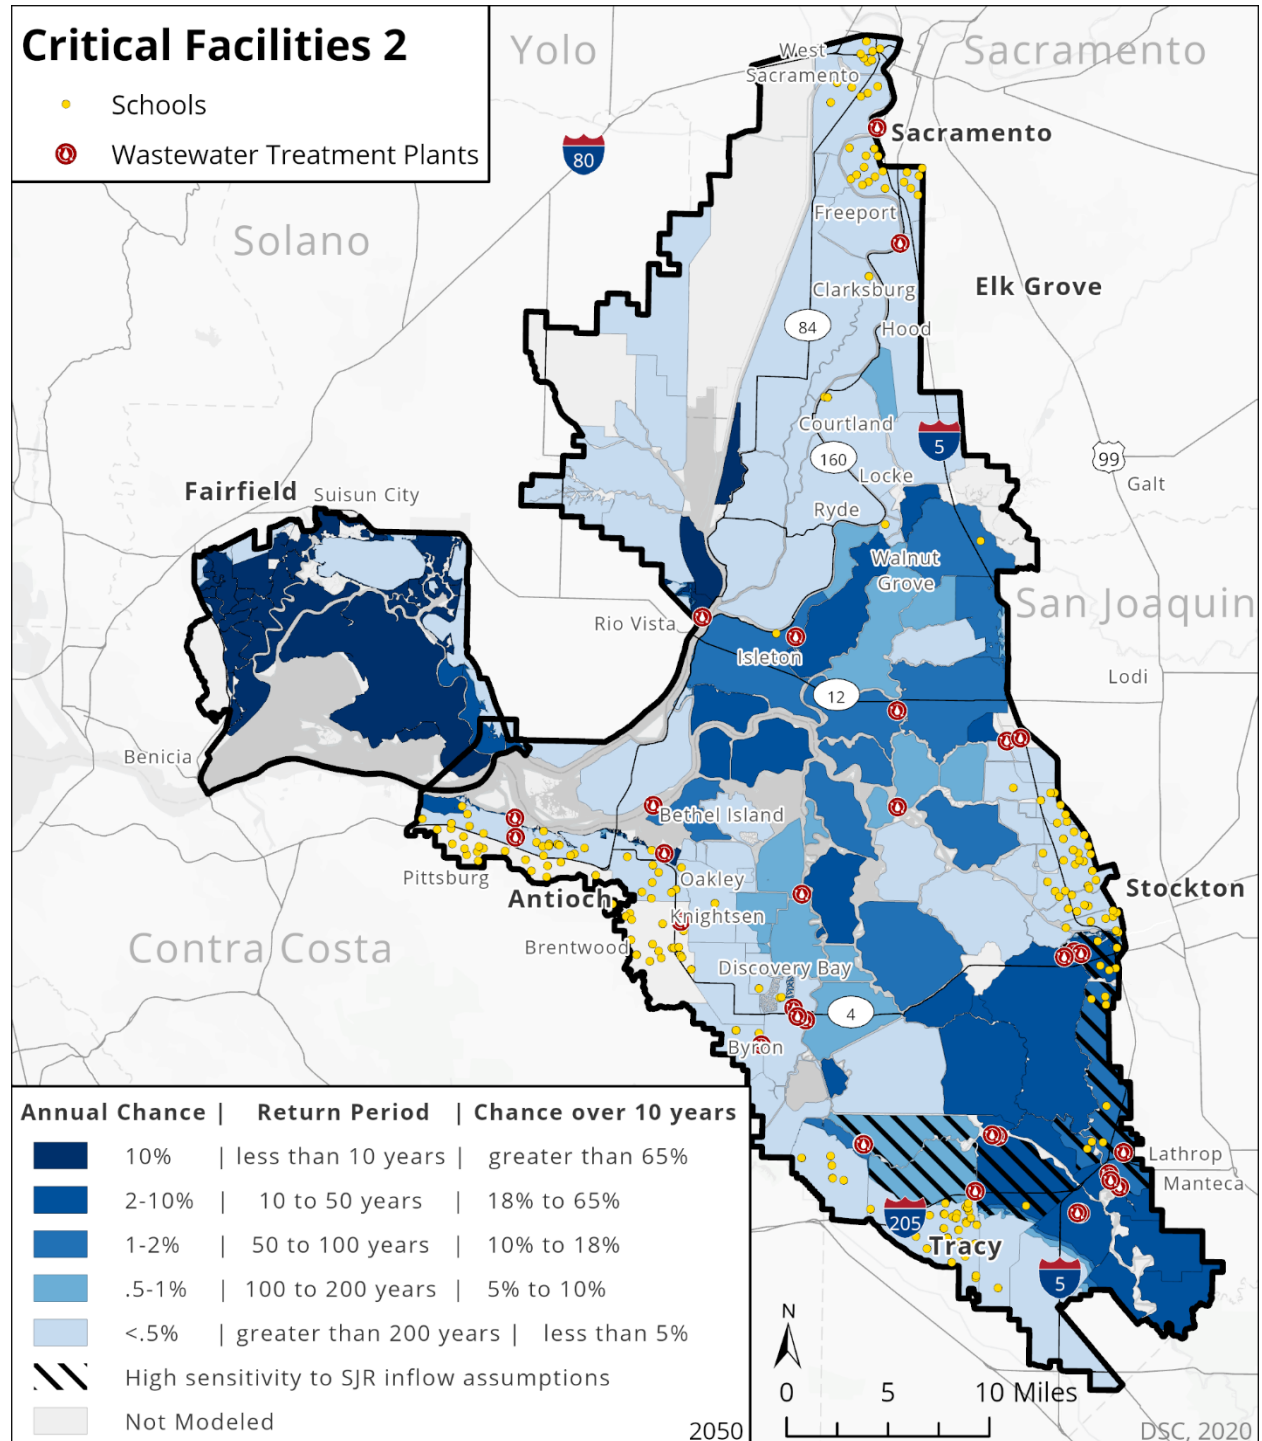 Critical Facilities 2
Schools
Wastewater Treatment Plants
Yolo
Sacramento
West
Sacramento
80
Sacramento
Solano
Freeport
Elk Grove
Clarksburg
84
Hood
Courtland
5
160
99
Locke
Galt
Fairfield
Suisun City
Ryde
Walnut
Grove
San Joaquin
Rio Vista
Isleton
Lodi
12
Benicia
Bethel Island
Pittsburg
Oakley
Antioch
Stockton
Knightsen
Brentwood
Contra Costa
Discovery Bay
4
Byron
Annual Chance | Return Period | Chance over 10 years
10% | less than 10 years | greater than 65%
2-10% | 10 to 50 years | 18% to 65%
1-2% | 50 to 100 years | 10% to 18%
.5-1% | 100 to 200 years | 5% to 10%
<.5% | greater than 200 years | less than 5%
High sensitivity to SJR inflow assumptions
Not Modeled
Lathrop
Manteca
205
Tracy
5
N
0 5 10 Miles
2050
DSC, 2020